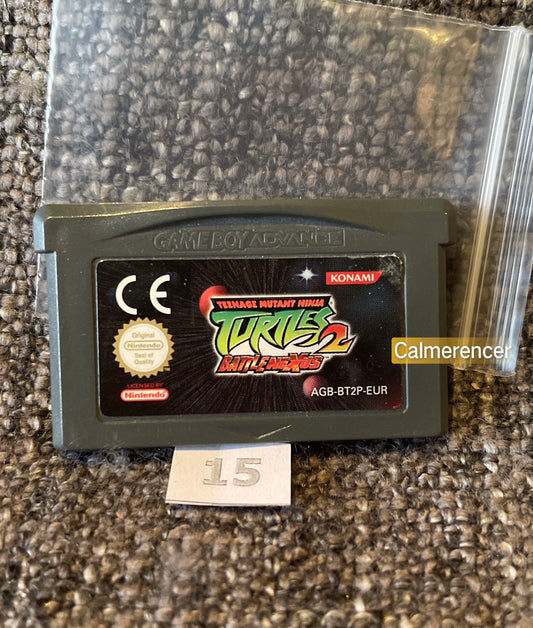 GAME BOY ADVANCE
CE
KONAMI
TEENAGE MUTANT NINJA
TURTLES 2
BATTLE NEXUS
Original
Nintendo
Seal of
Quality
LICENSED BY
Nintendo
AGB-BT2P-EUR
Calmerencer
15